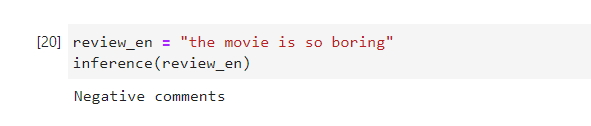 [20] review_en = "the movie is so boring"
inference(review_en)
Negative comments